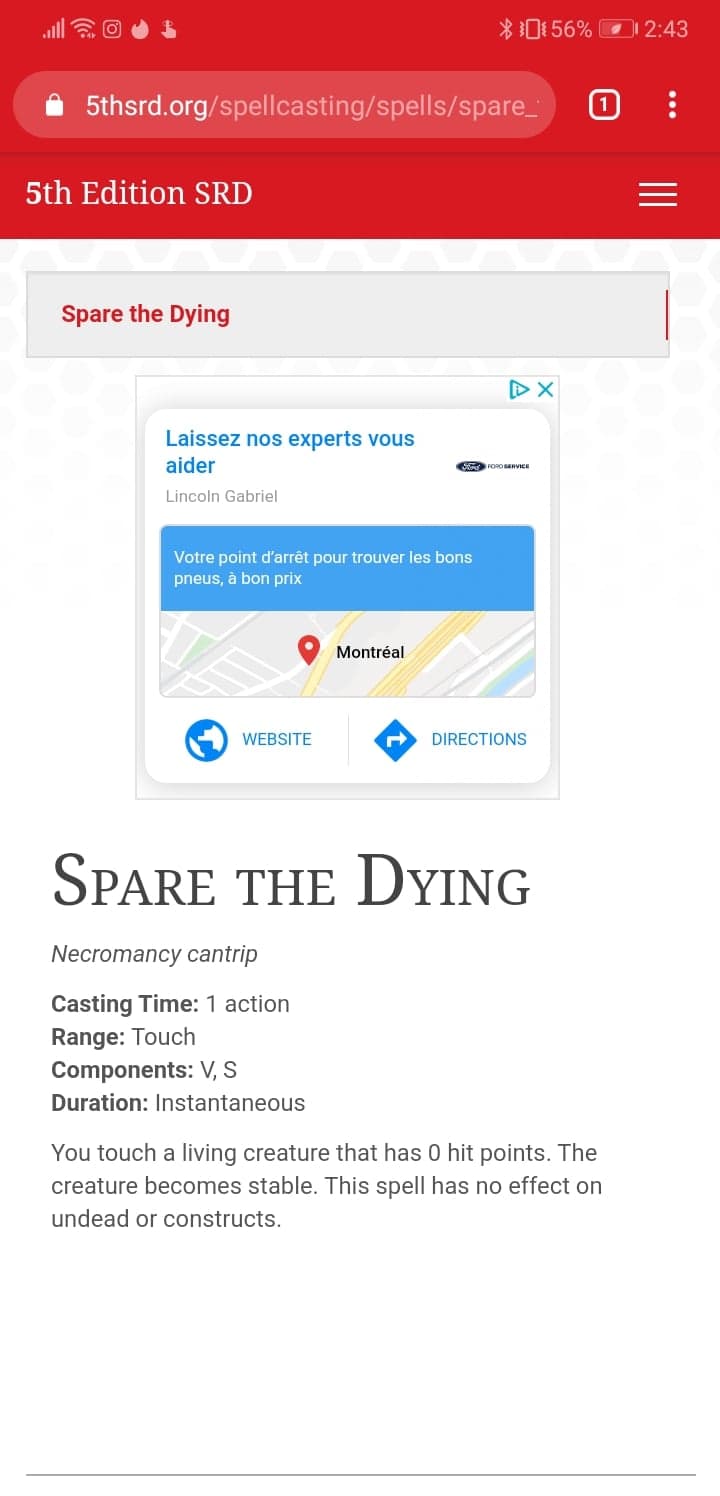 56% 2:43
5thsrd.org/spellcasting/spells/spare_
1
5th Edition SRD
Spare the Dying
Laissez nos experts vous
aider
Ford FORD SERVICE
Lincoln Gabriel
Votre point d'arrêt pour trouver les bons
pneus, à bon prix
Montréal
WEBSITE DIRECTIONS
Spare the Dying
Necromancy cantrip
Casting Time: 1 action
Range: Touch
Components: V, S
Duration: Instantaneous
You touch a living creature that has 0 hit points. The
creature becomes stable. This spell has no effect on
undead or constructs.